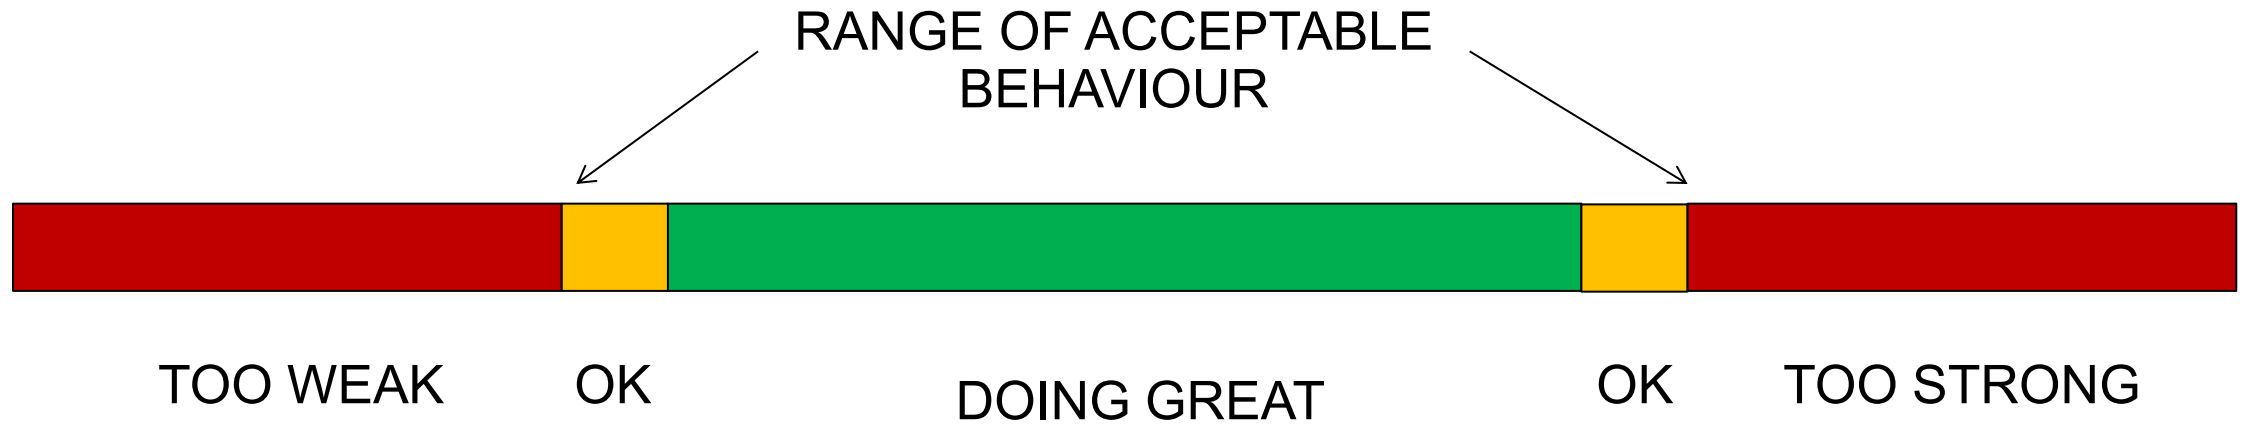 RANGE OF ACCEPTABLE
BEHAVIOUR
TOO WEAK
OK
DOING GREAT
OK
TOO STRONG